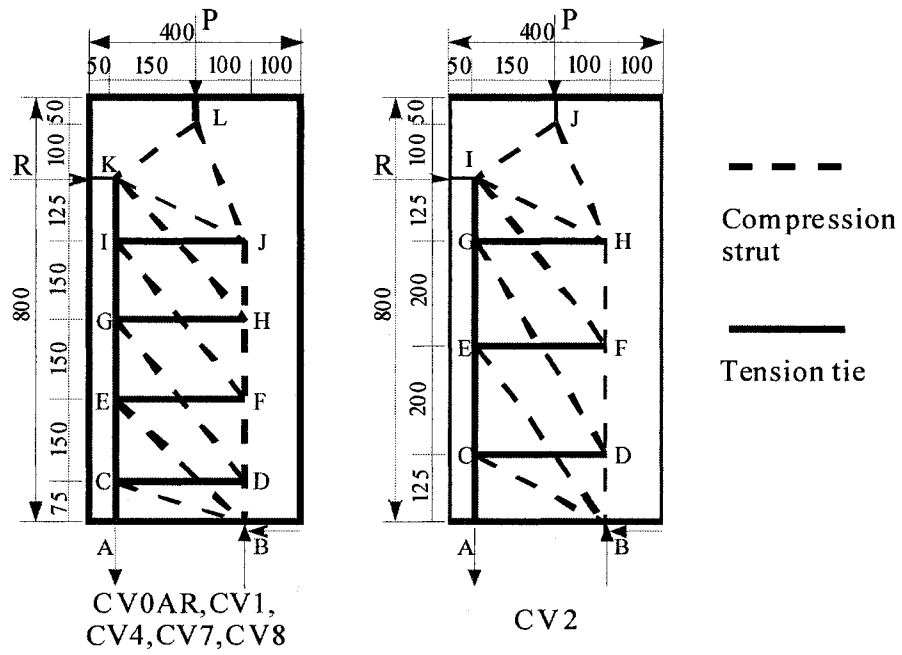 P
400
50 150 100 100
50
100
125
150
150
150
75
800
R
L
K
I
J
G
H
E
F
C
D
A
B
CV0AR,CV1,
CV4,CV7,CV8
P
400
50 150 100 100
50
100
125
200
200
125
800
R
J
I
G
H
E
F
C
D
A
B
CV2
Compression
strut
Tension tie